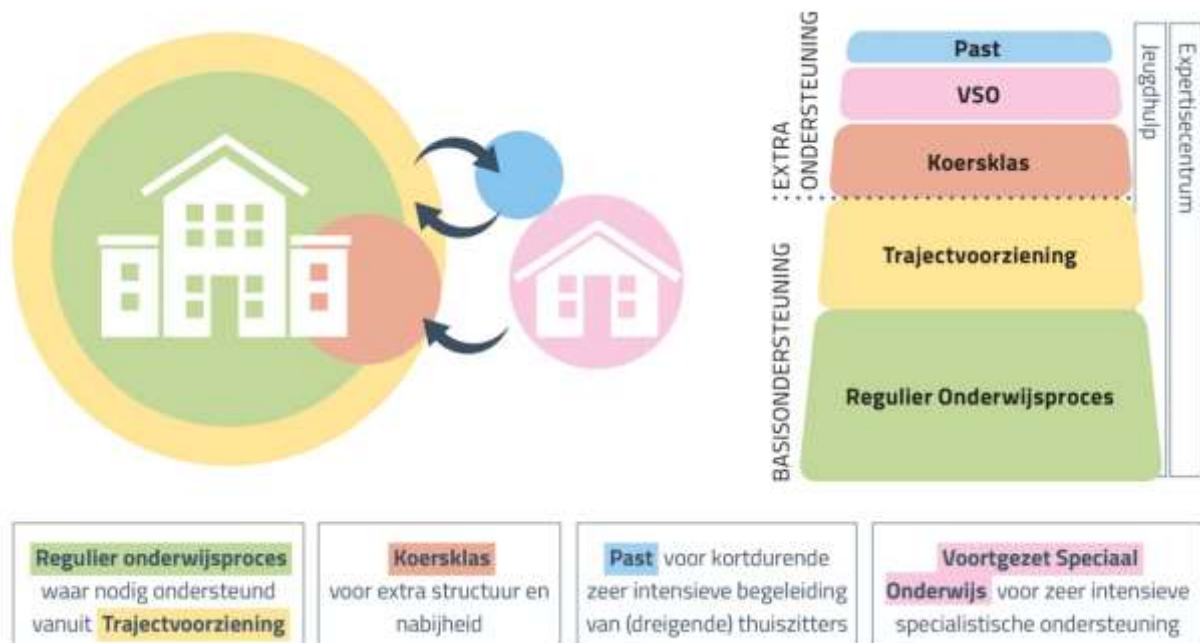 EXTRA
ONDERSTEUNING
BASISONDERSTEUNING
Past
VSO
Koersklas
Trajectvoorziening
Regulier Onderwijsproces
Jeugdhulp
Expertisecentrum
Regulier onderwijsproces
waar nodig ondersteund
vanuit Trajectvoorziening
Koersklas
voor extra structuur en
nabijheid
Past voor kortdurende
zeer intensieve begeleiding
van (dreigende) thuiszitters
Voortgezet Speciaal
Onderwijs voor zeer intensieve
specialistische ondersteuning